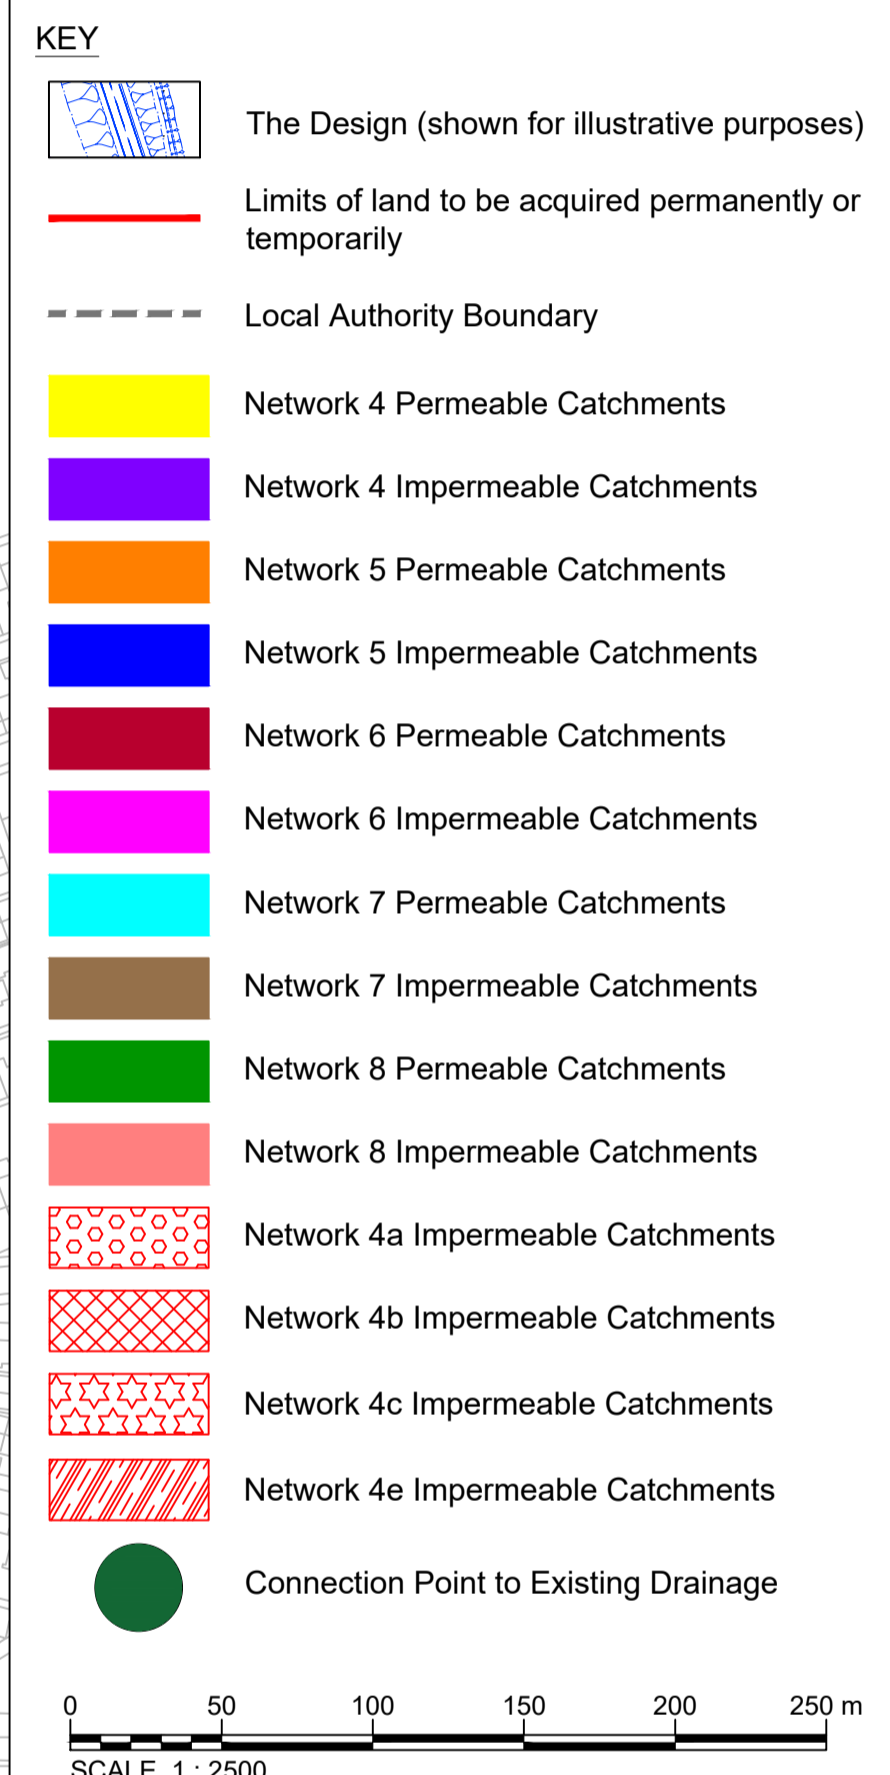 KEY
The Design (shown for illustrative purposes)
Limits of land to be acquired permanently or
temporarily
Local Authority Boundary
Network 4 Permeable Catchments
Network 4 Impermeable Catchments
Network 5 Permeable Catchments
Network 5 Impermeable Catchments
Network 6 Permeable Catchments
Network 6 Impermeable Catchments
Network 7 Permeable Catchments
Network 7 Impermeable Catchments
Network 8 Permeable Catchments
Network 8 Impermeable Catchments
Network 4a Impermeable Catchments
Network 4b Impermeable Catchments
Network 4c Impermeable Catchments
Network 4e Impermeable Catchments
Connection Point to Existing Drainage
0 50 100 150 200 250 m
SCALE 1 : 2500